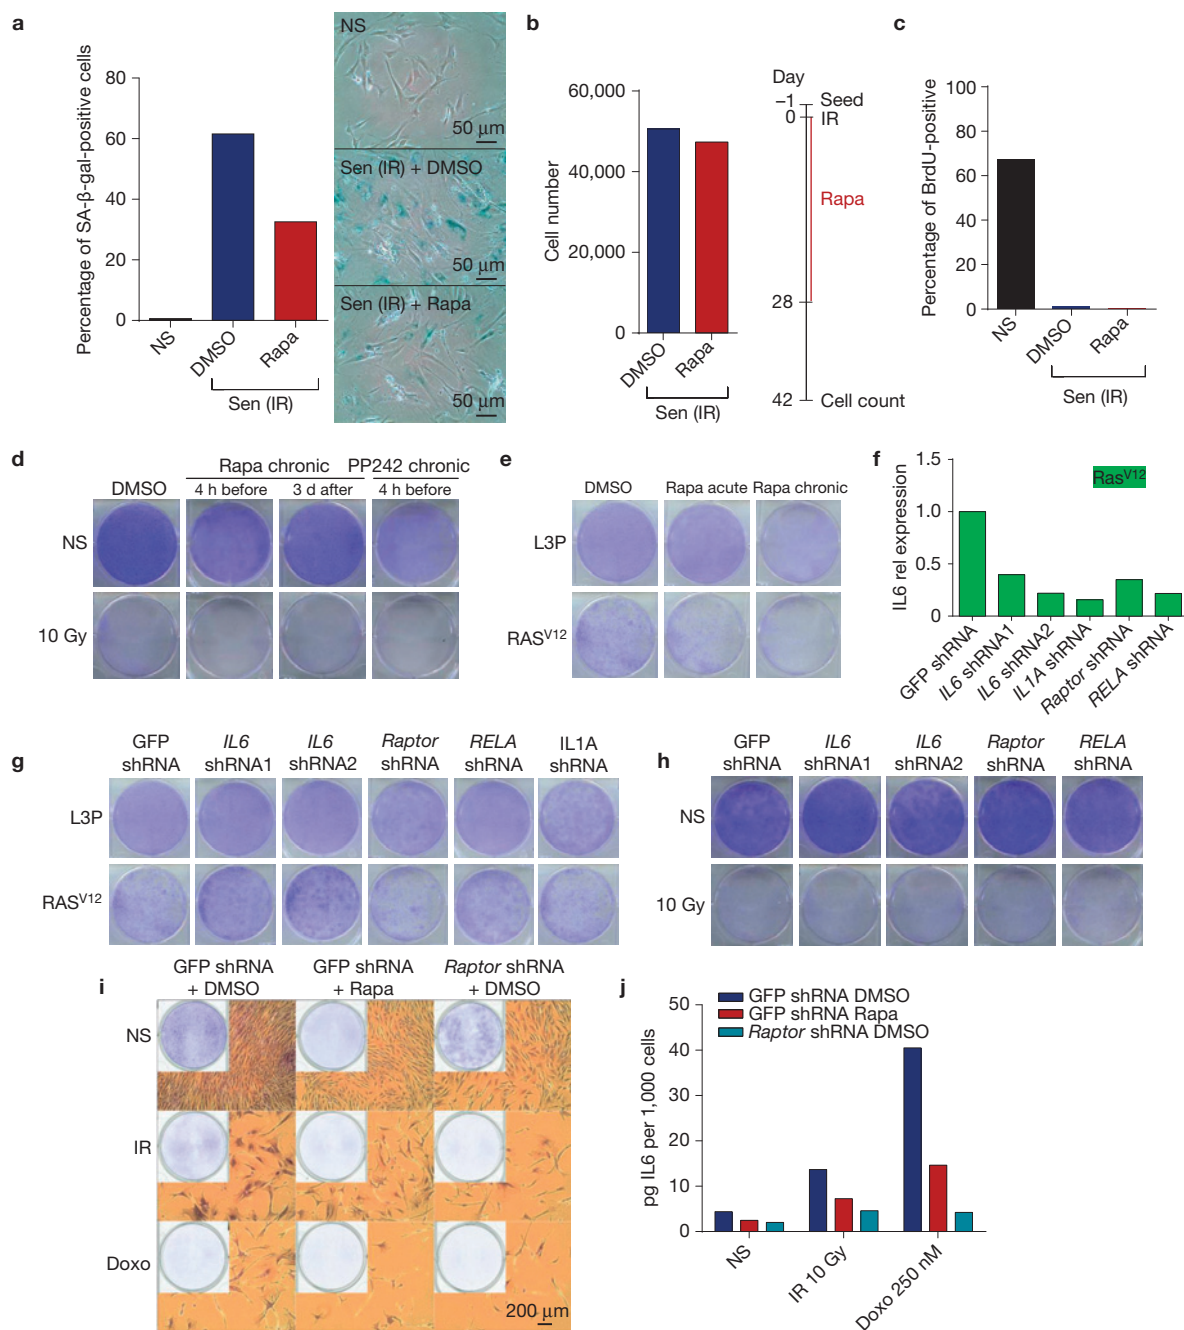 a
Percentage of SA-β-gal-positive cells
80
60
40
20
0
NS
DMSO
Rapa
Sen (IR)
NS
50 μm
Sen (IR) + DMSO
50 μm
Sen (IR) + Rapa
50 μm
b
Cell number
60,000
40,000
20,000
0
DMSO
Rapa
Sen (IR)
Day
–1 Seed
0 IR
Rapa
28
42 Cell count
c
Percentage of BrdU-positive
100
80
60
40
20
0
NS
DMSO
Rapa
Sen (IR)
d
Rapa chronic PP242 chronic
DMSO 4 h before 3 d after 4 h before
NS
10 Gy
e
DMSO Rapa acute Rapa chronic
L3P
RASV12
f
IL6 rel expression
1.5
1.0
0.5
0
RasV12
GFP shRNA
IL6 shRNA1
IL6 shRNA2
IL1A shRNA
Raptor shRNA
RELA shRNA
g
GFP IL6 IL6 Raptor RELA IL1A
shRNA shRNA1 shRNA2 shRNA shRNA shRNA
L3P
RASV12
h
GFP IL6 IL6 Raptor RELA
shRNA shRNA1 shRNA2 shRNA shRNA
NS
10 Gy
i
GFP shRNA GFP shRNA Raptor shRNA
+ DMSO + Rapa + DMSO
NS
IR
Doxo
200 μm
j
GFP shRNA DMSO
GFP shRNA Rapa
Raptor shRNA DMSO
pg IL6 per 1,000 cells
50
40
30
20
10
0
NS
IR 10 Gy
Doxo 250 nM